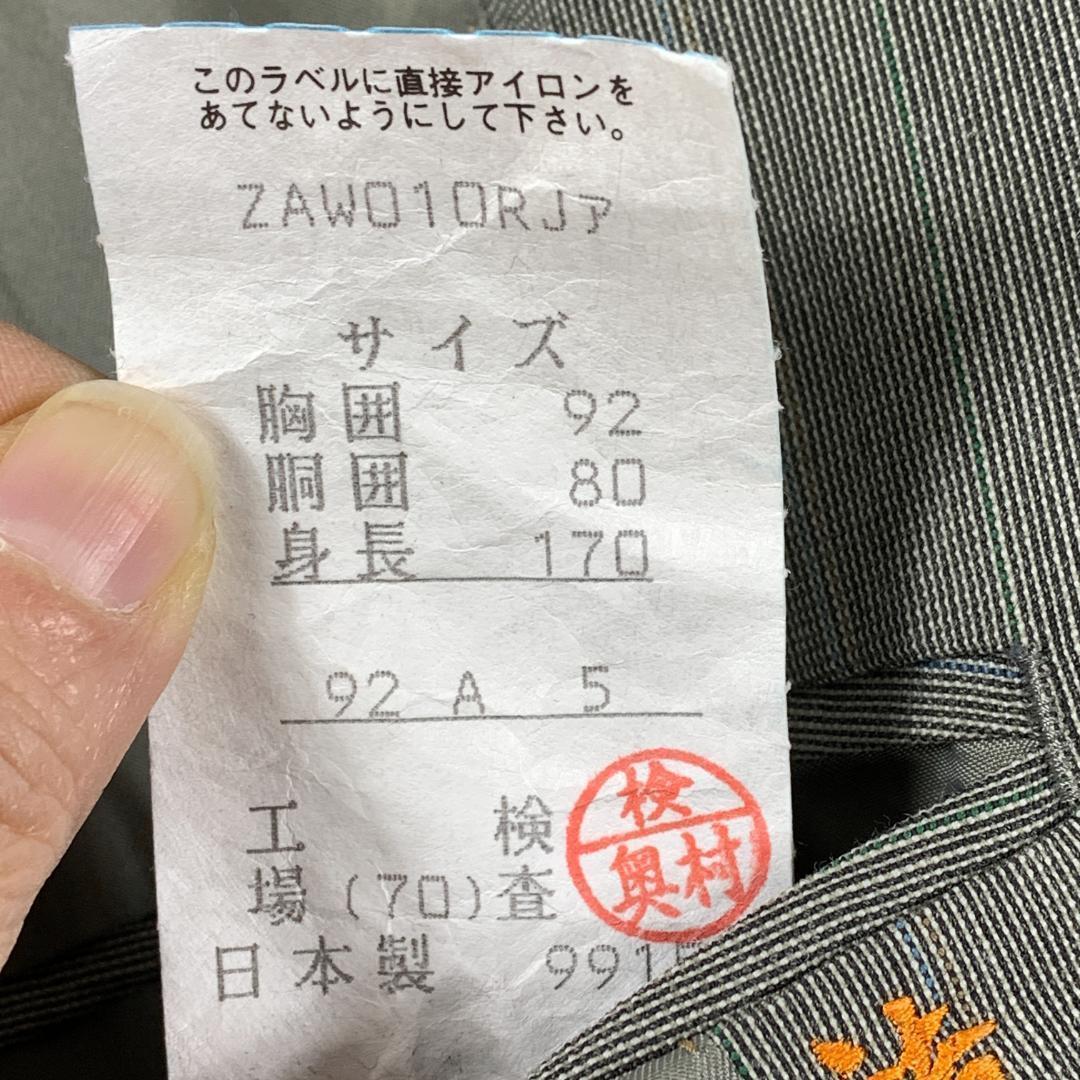 このラベルに直接アイロンを
あてないようにして下さい。
ZAW010RJァ
サイズ
胸囲 92
胴囲 80
身長 170
92 A 5
工場(70) 検査
検
奥村
日本製 991